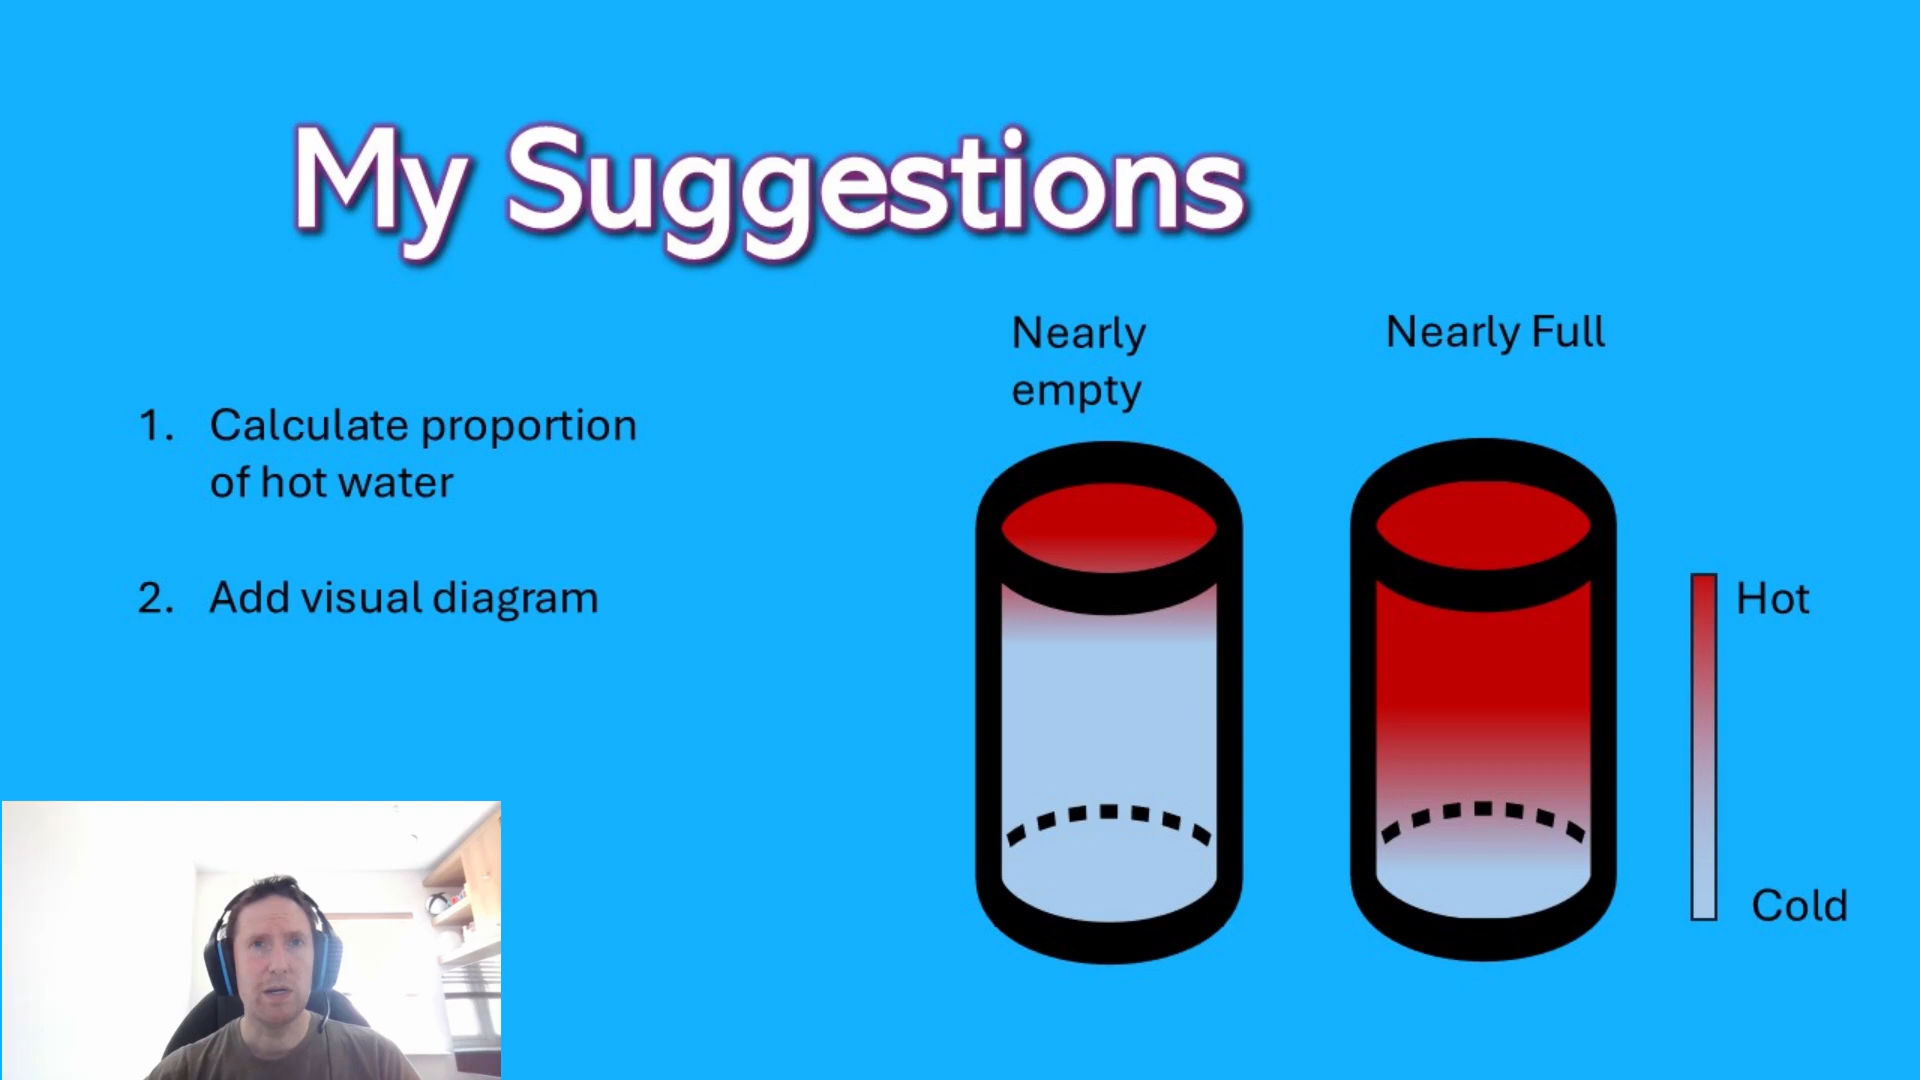 My Suggestions
1. Calculate proportion
of hot water
2. Add visual diagram
Nearly
empty
Nearly Full
Hot
Cold